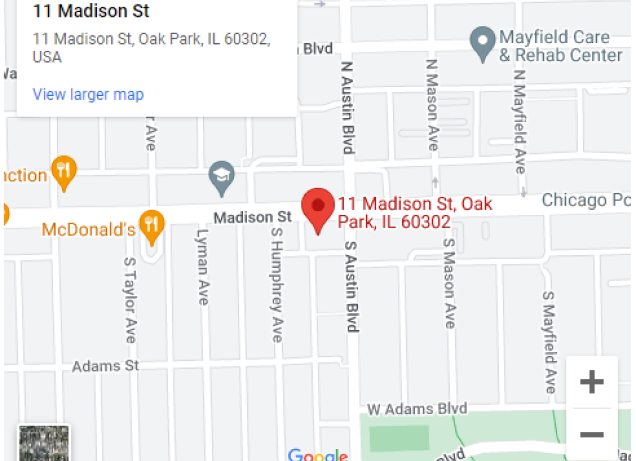 11 Madison St
11 Madison St, Oak Park, IL 60302,
USA
View larger map
n Blvd
Mayfield Care
& Rehab Center
N Austin Blvd
N Mason Ave
N Mayfield Ave
r Ave
ction
McDonald's
Madison St
11 Madison St, Oak
Park, IL 60302
Chicago Po
S Taylor Ave
Lyman Ave
S Humphrey Ave
S Austin Blvd
S Mason Ave
S Mayfield Ave
Adams St
W Adams Blvd
+
−
Google
Blvd